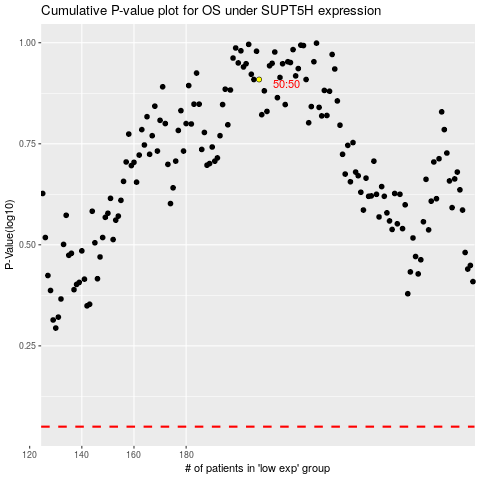 Cumulative P-value plot for OS under SUPT5H expression
P-Value(log10)
1.00
0.75
0.50
0.25
50:50
120 140 160 180
# of patients in 'low exp' group